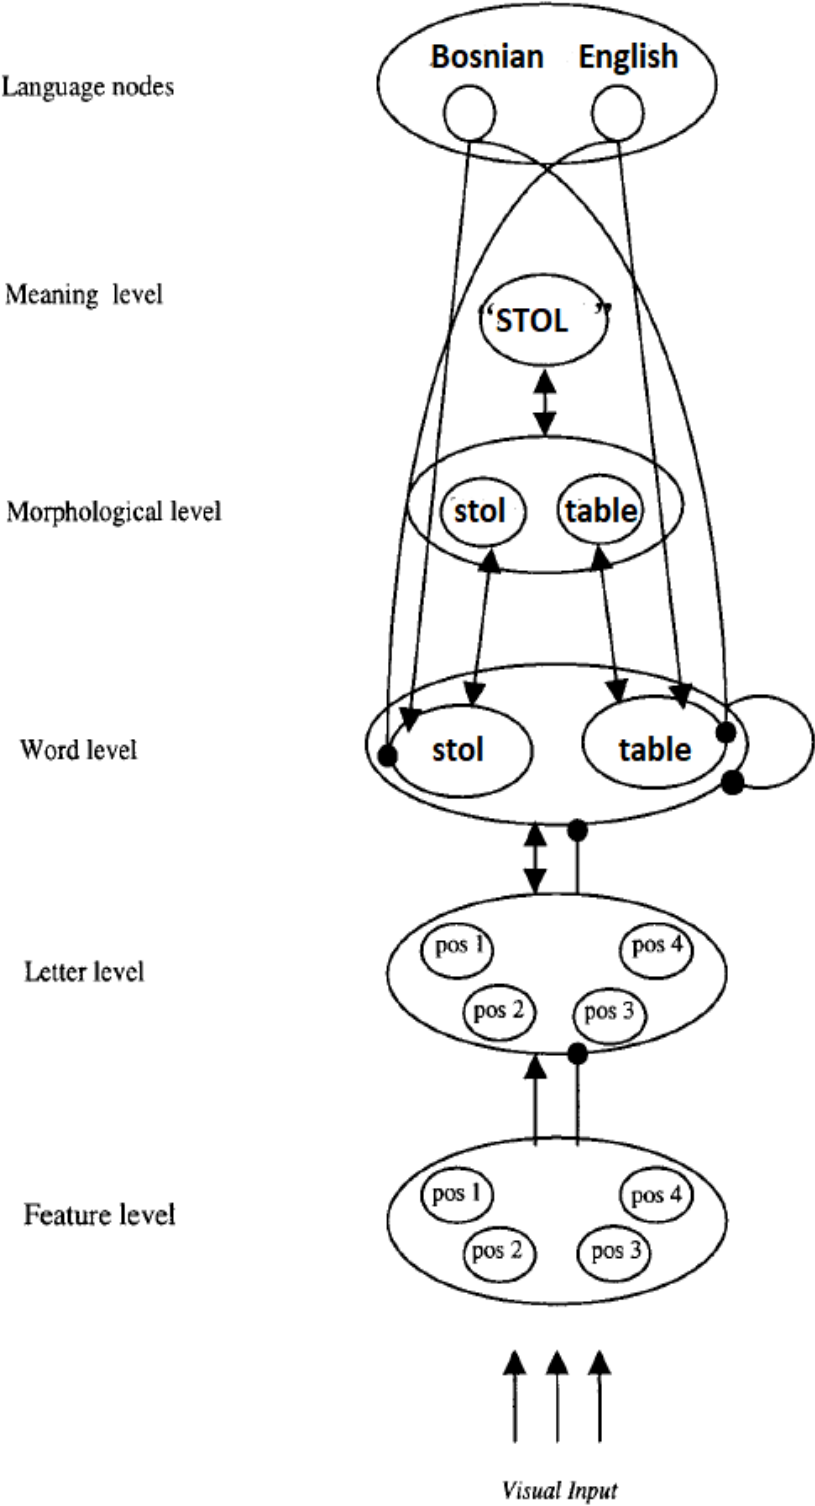 Bosnian English
Language nodes
Meaning level
“STOL ”
Morphological level
stol table
Word level
stol table
Letter level
pos 1 pos 4
pos 2 pos 3
Feature level
pos 1 pos 4
pos 2 pos 3
Visual Input